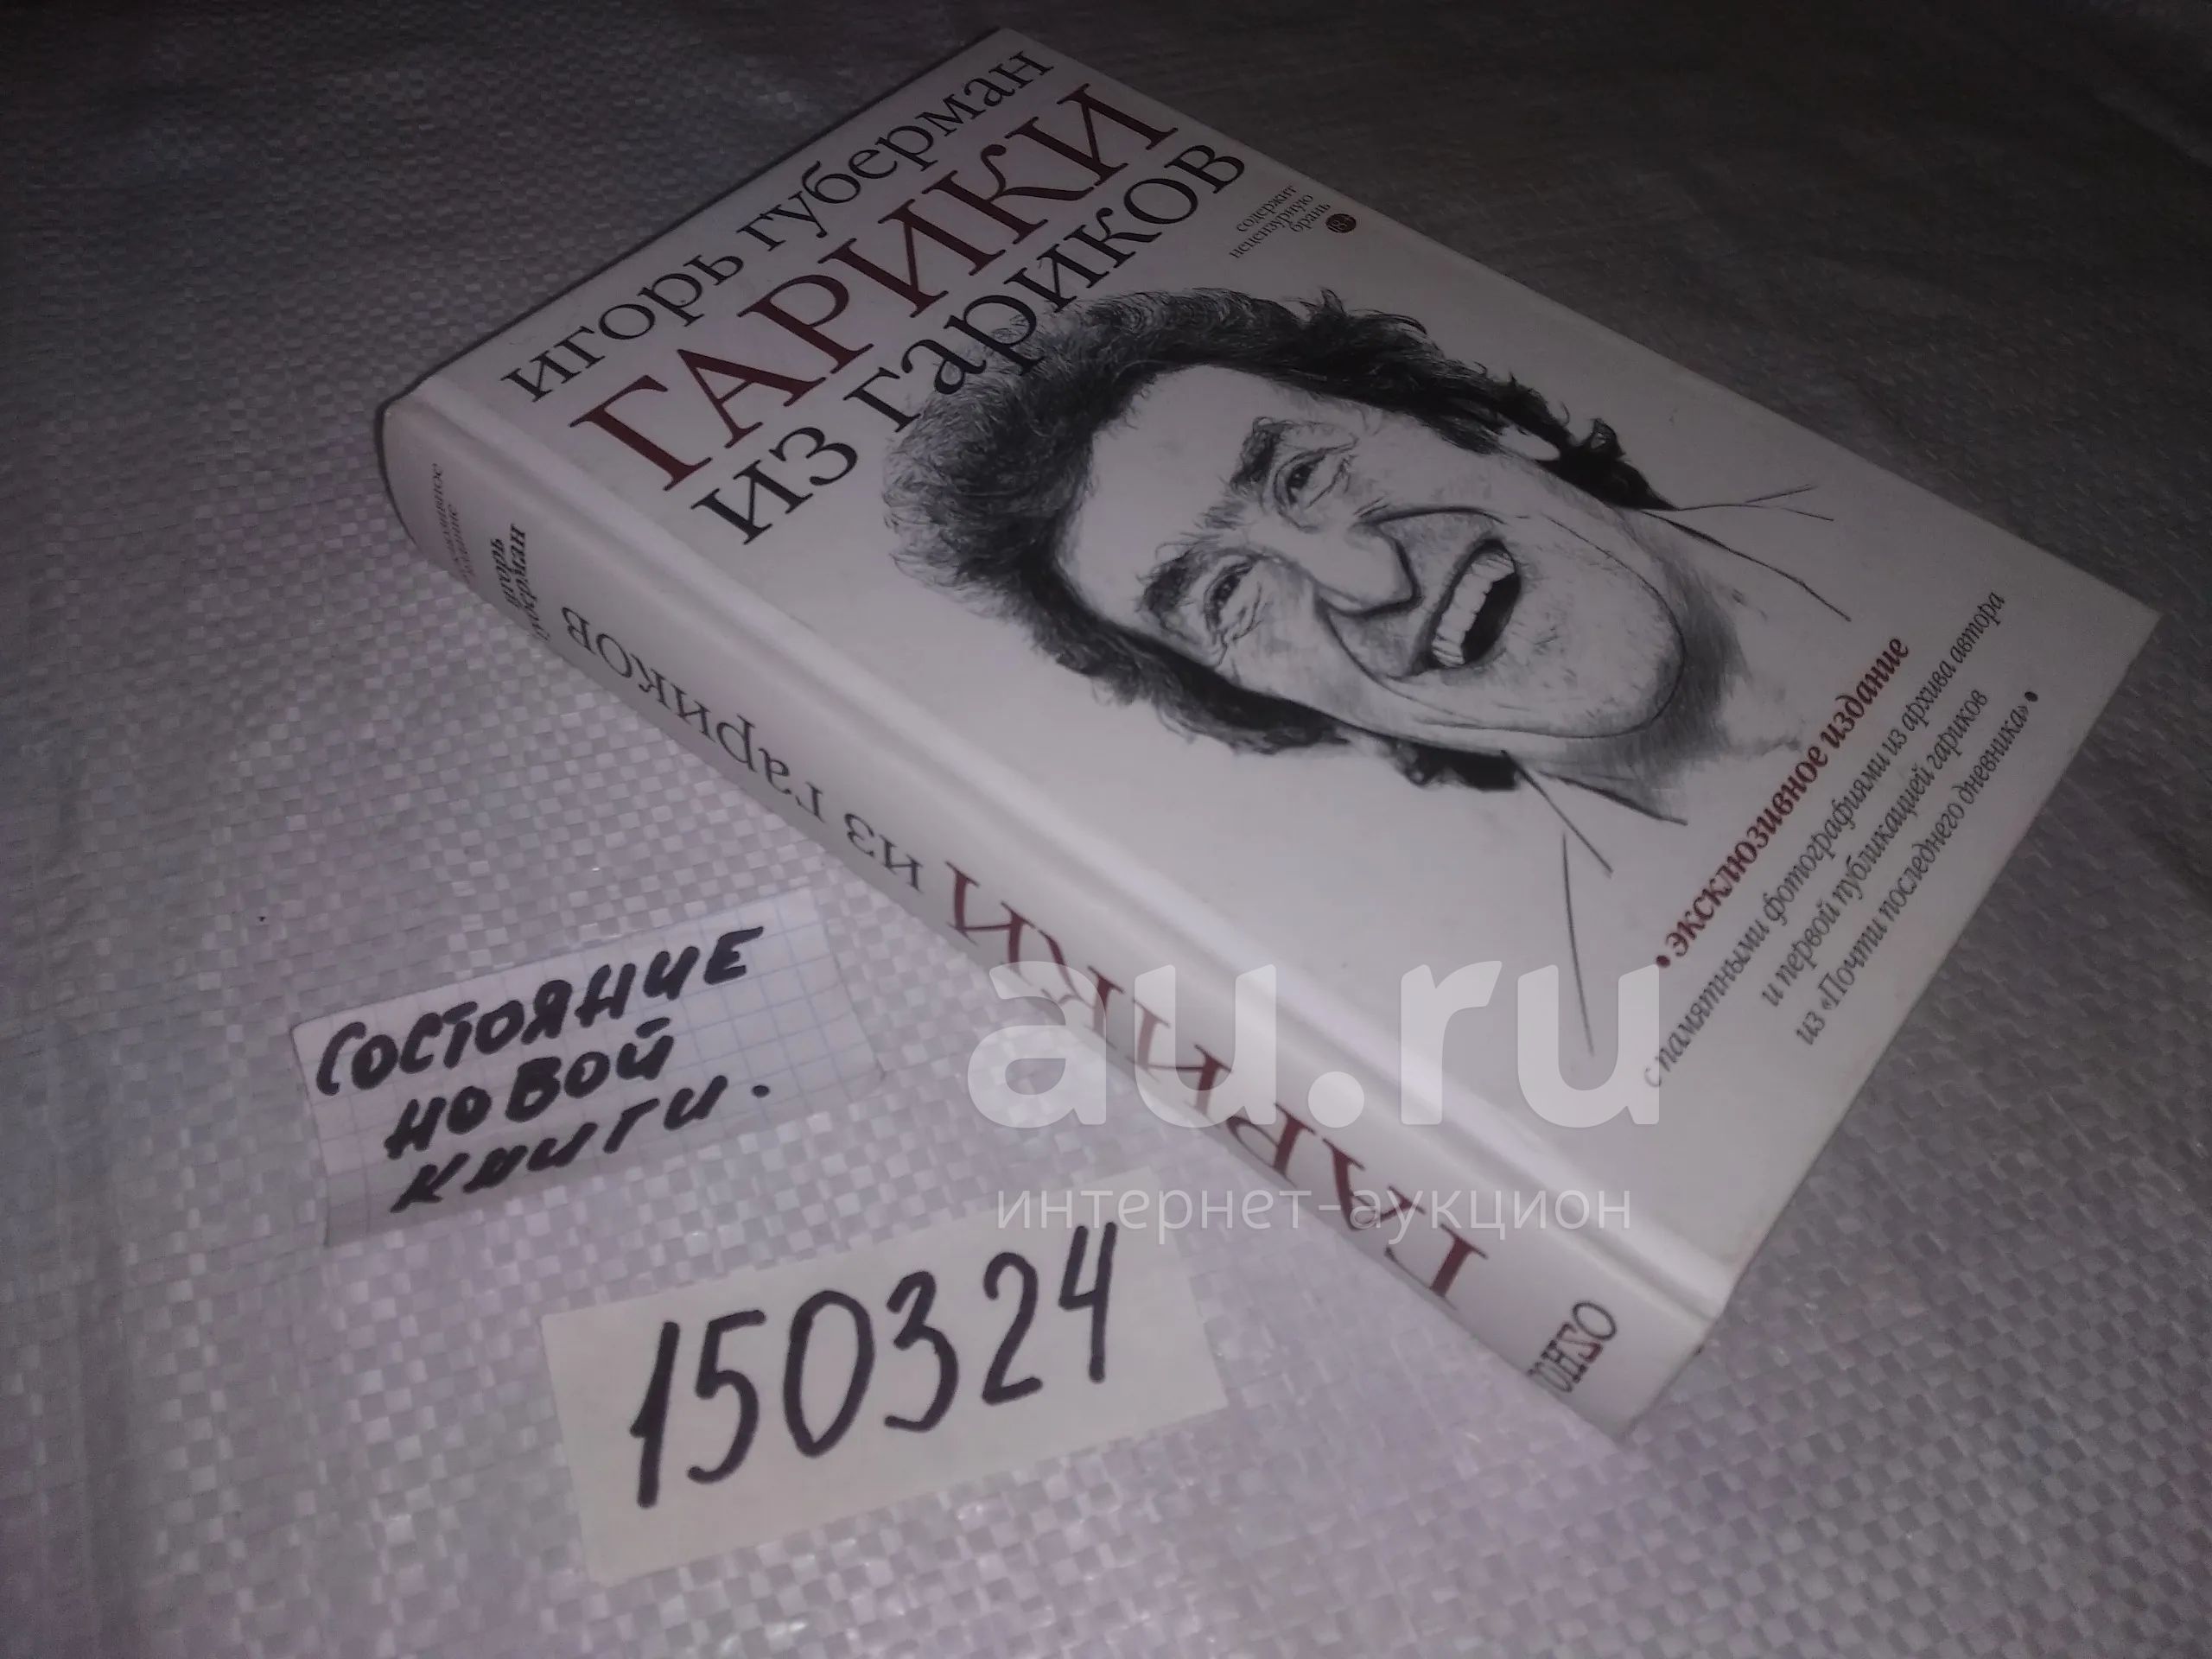 игорь губерман
ГАРИКИ
из гариков
содержит
нецензурную
брань
18+
• эксклюзивное издание
с памятными фотографиями из архива автора
и первой публикацией гариков
из «Почти последнего дневника» •
игорь
губерман
ГАРИКИ из гариков
au.ru
интернет-аукцион
СОСТОЯНИЕ
НОВОЙ
КНИГИ.
150324